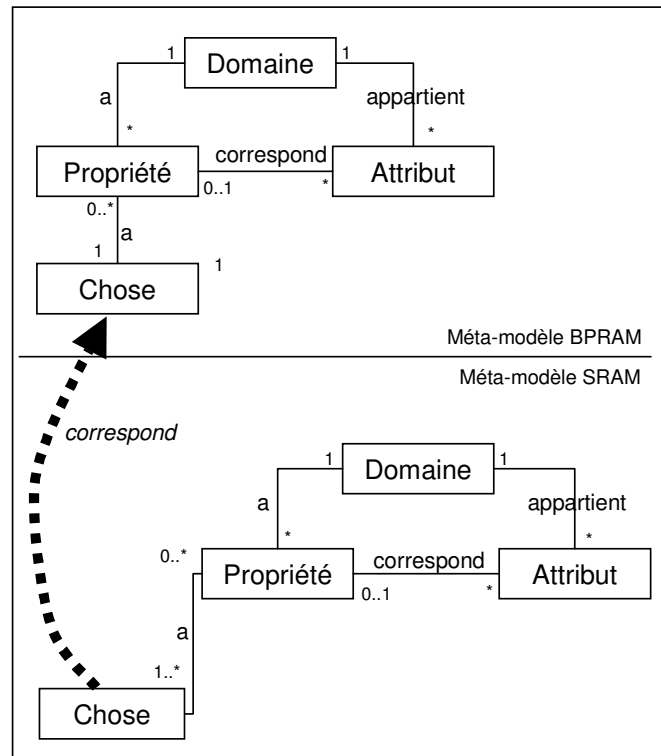 1 Domaine 1
a appartient
* *
Propriété correspond Attribut
0..1 *
0..*
a
1 1
Chose
Méta-modèle BPRAM
Méta-modèle SRAM
correspond
1 Domaine 1
a appartient
* *
0..* Propriété correspond Attribut
0..1 *
a
1..*
Chose